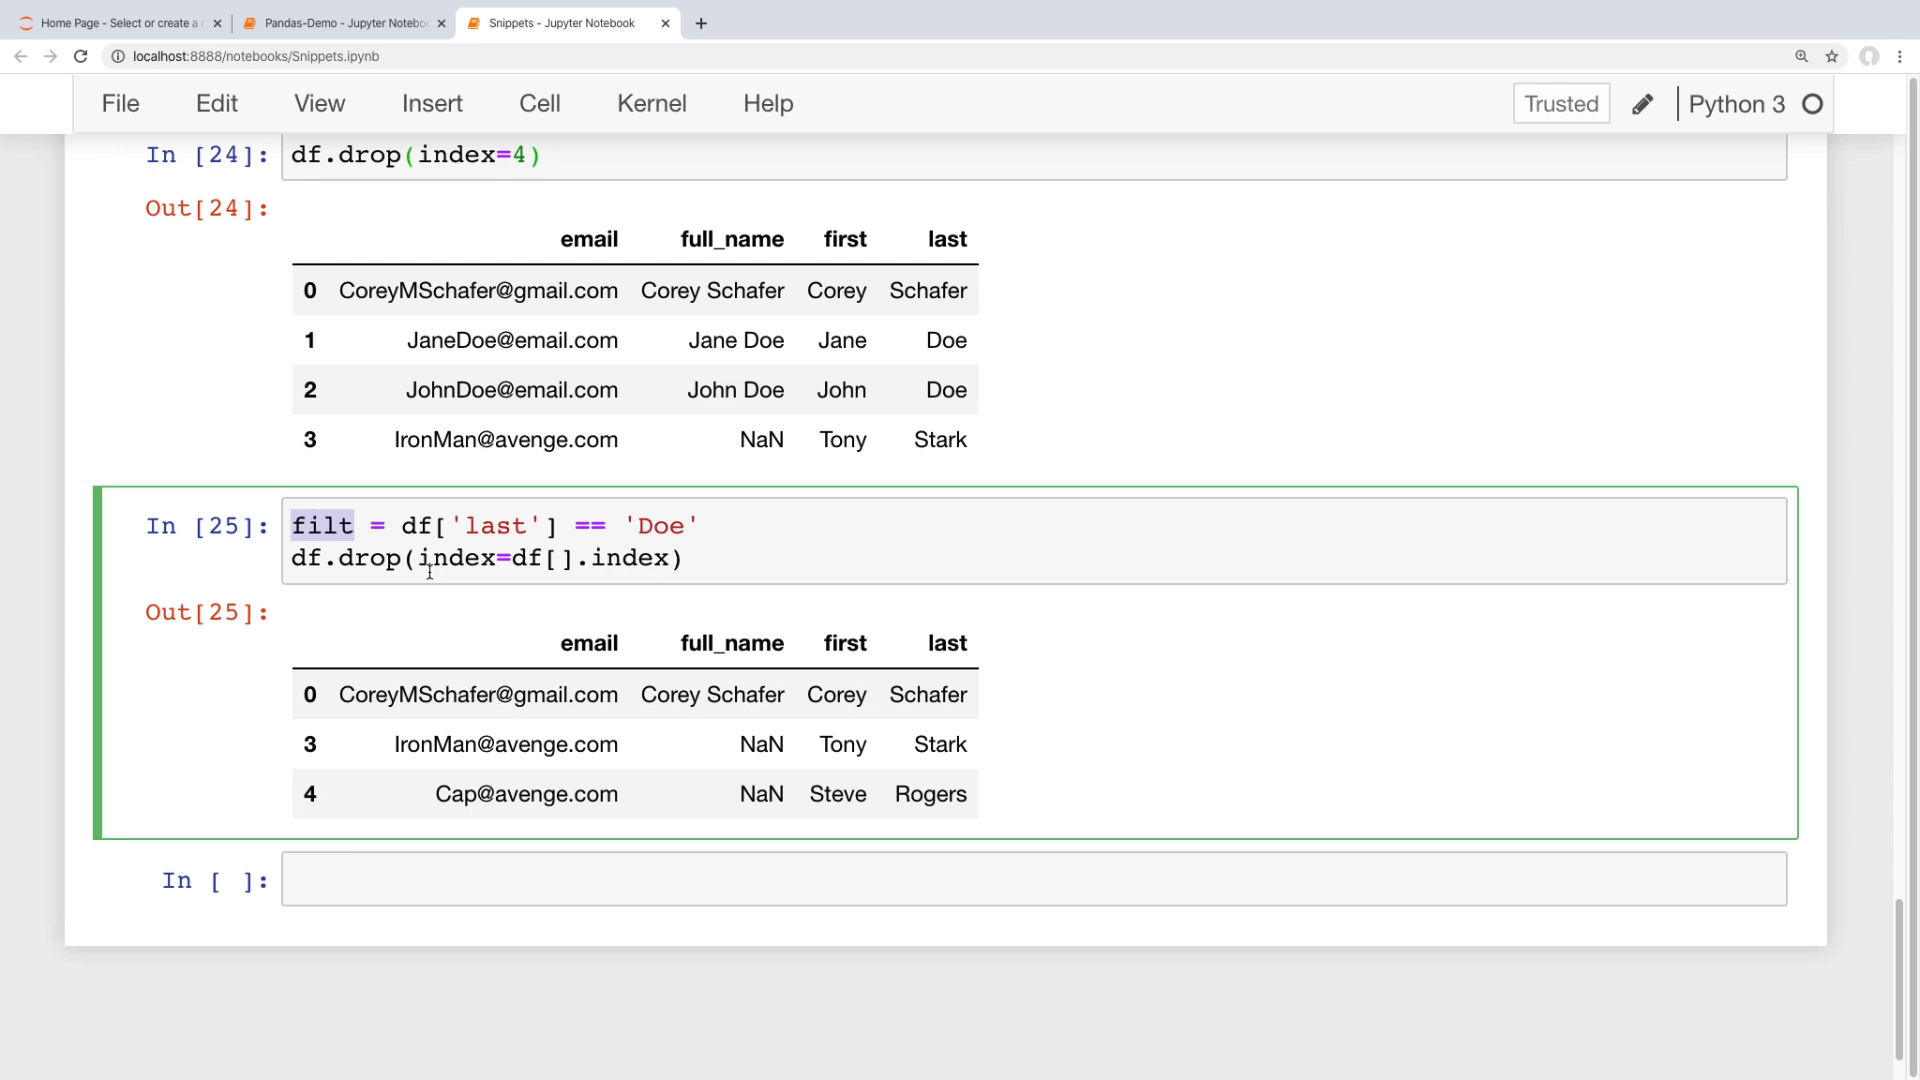 Home Page - Select or create a
Pandas-Demo - Jupyter Notebo
Snippets - Jupyter Notebook
localhost:8888/notebooks/Snippets.ipynb
File Edit View Insert Cell Kernel Help Trusted Python 3
In [24]: df.drop(index=4)
Out[24]:
email full_name first last
0 CoreyMSchafer@gmail.com Corey Schafer Corey Schafer
1 JaneDoe@email.com Jane Doe Jane Doe
2 JohnDoe@email.com John Doe John Doe
3 IronMan@avenge.com NaN Tony Stark
In [25]: filt = df['last'] == 'Doe'
df.drop(index=df[].index)
Out[25]:
email full_name first last
0 CoreyMSchafer@gmail.com Corey Schafer Corey Schafer
3 IronMan@avenge.com NaN Tony Stark
4 Cap@avenge.com NaN Steve Rogers
In [ ]: